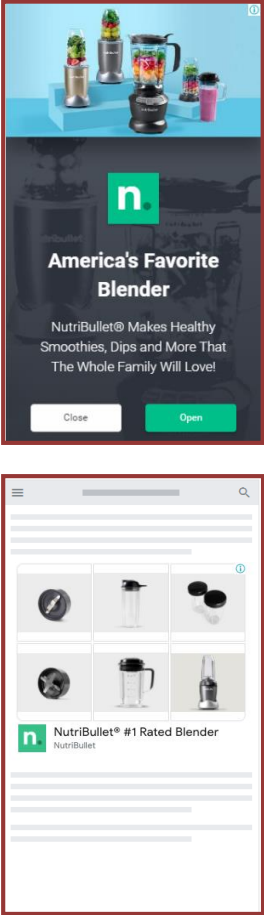 n.
America's Favorite
Blender
NutriBullet® Makes Healthy
Smoothies, Dips and More That
The Whole Family Will Love!
Close
Open
n.
NutriBullet® #1 Rated Blender
NutriBullet